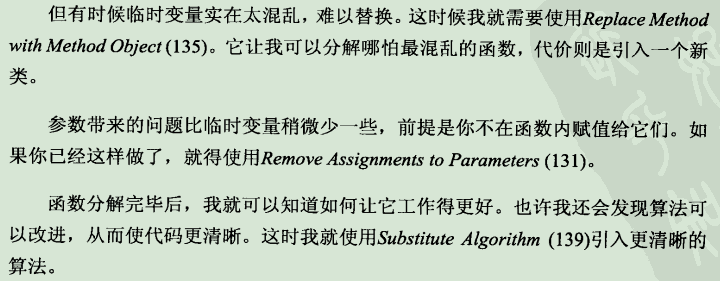 但有时候临时变量实在太混乱，难以替换。这时候我就需要使用Replace Method
with Method Object (135)。它让我可以分解哪怕最混乱的函数，代价则是引入一个新
类。
参数带来的问题比临时变量稍微少一些，前提是你不在函数内赋值给它们。如
果你已经这样做了，就得使用Remove Assignments to Parameters (131)。
函数分解完毕后，我就可以知道如何让它工作得更好。也许我还会发现算法可
以改进，从而使代码更清晰。这时我就使用Substitute Algorithm (139)引入更清晰的
算法。